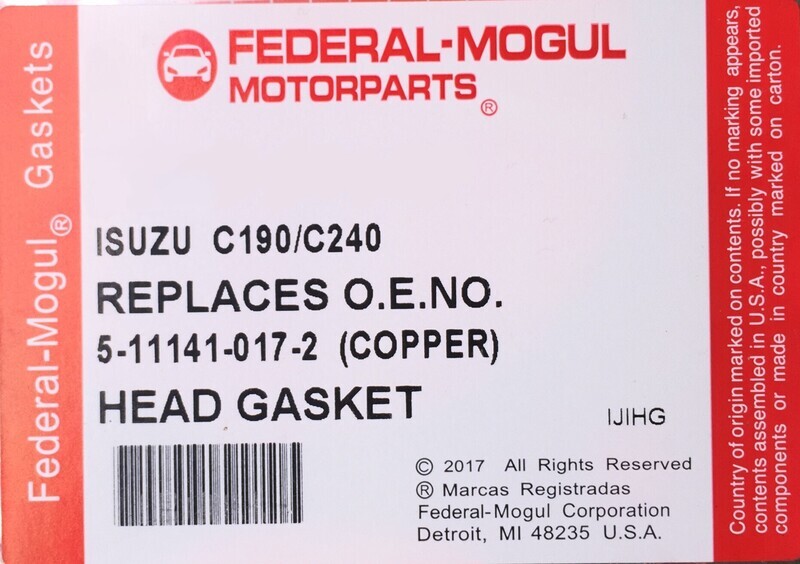 FEDERAL-MOGUL
MOTORPARTS®
Federal-Mogul® Gaskets
ISUZU C190/C240
REPLACES O.E.NO.
5-11141-017-2 (COPPER)
HEAD GASKET
IJIHG
© 2017 All Rights Reserved
® Marcas Registradas
Federal-Mogul Corporation
Detroit, MI 48235 U.S.A.
Country of origin marked on contents. If no marking appears,
contents assembled in U.S.A., possibly with some imported
components or made in country marked on carton.